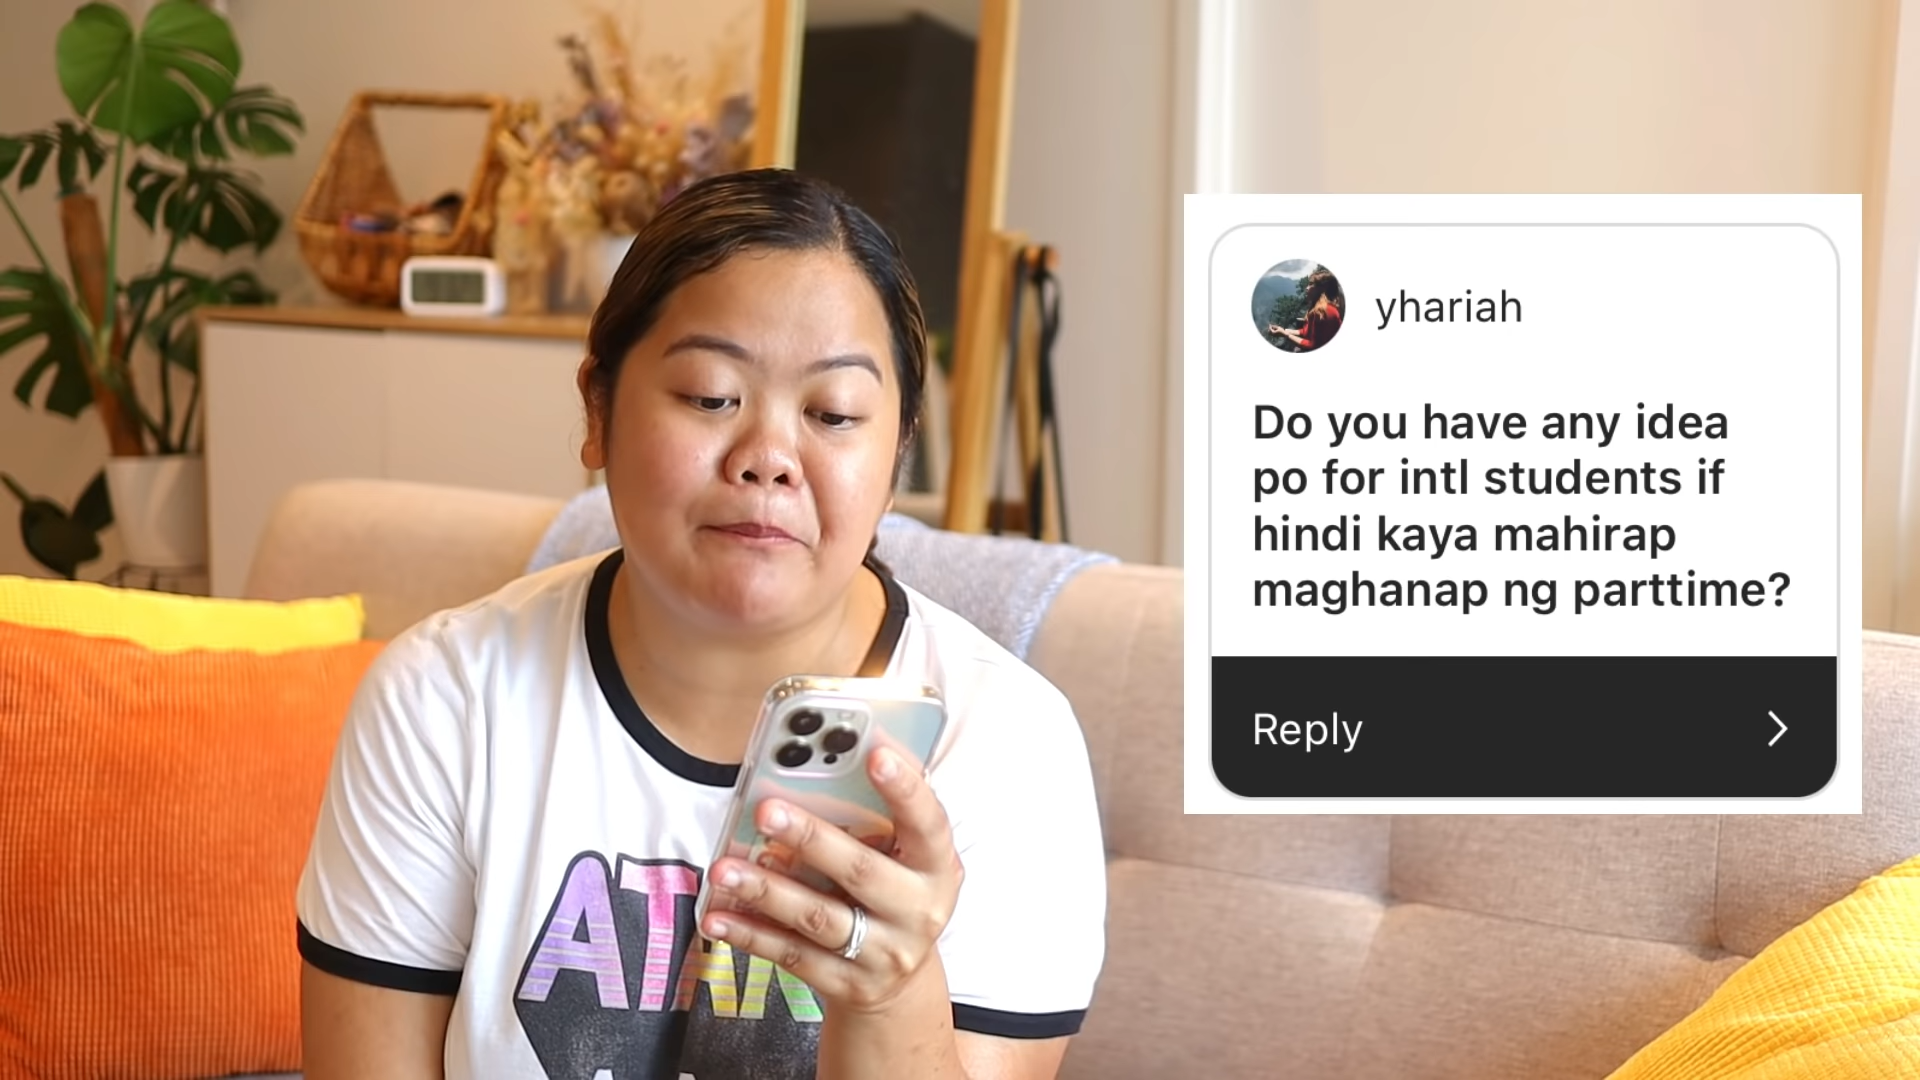 yhariah
Do you have any idea
po for intl students if
hindi kaya mahirap
maghanap ng parttime?
Reply